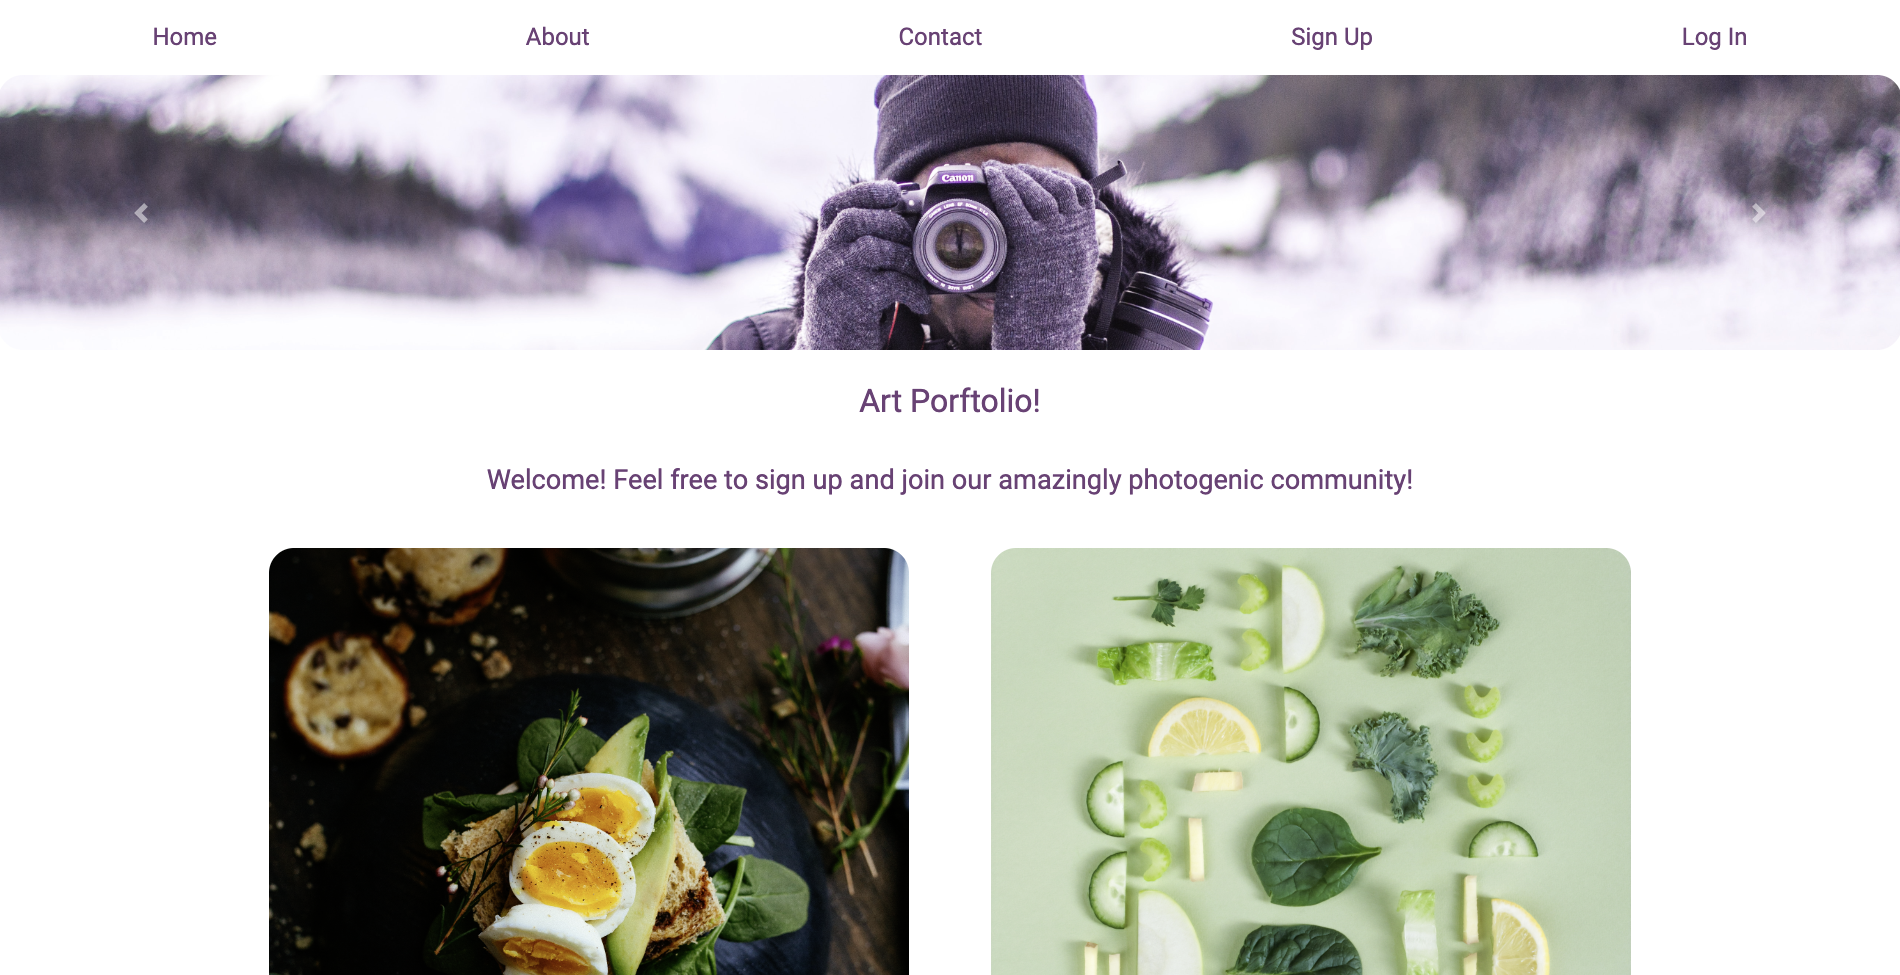 Home About Contact Sign Up Log In
Canon
Art Porftolio!
Welcome! Feel free to sign up and join our amazingly photogenic community!